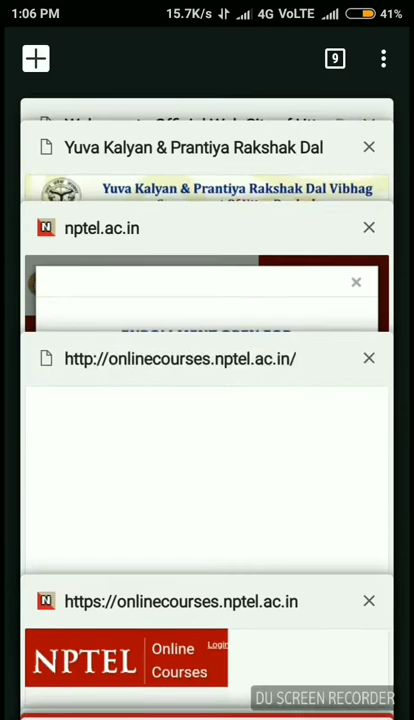 1:06 PM 15.7K/s 4G VoLTE 41%
9
Yuva Kalyan & Prantiya Rakshak Dal
Yuva Kalyan & Prantiya Rakshak Dal Vibhag
nptel.ac.in
http://onlinecourses.nptel.ac.in/
https://onlinecourses.nptel.ac.in
NPTEL Online Courses
Login
DU SCREEN RECORDER